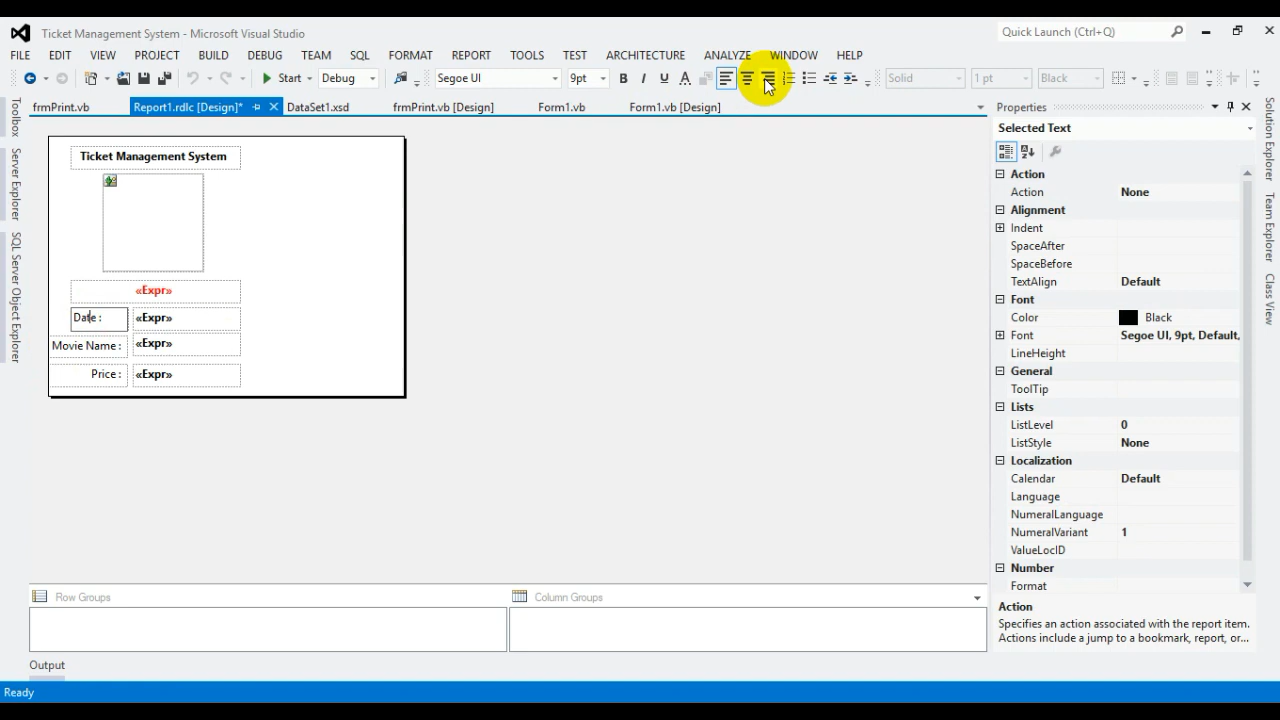 Ticket Management System - Microsoft Visual Studio
Quick Launch (Ctrl+Q)
FILE EDIT VIEW PROJECT BUILD DEBUG TEAM SQL FORMAT REPORT TOOLS TEST ARCHITECTURE ANALYZE WINDOW HELP
Start Debug Segoe UI 9pt B I U A Solid 1 pt Black
frmPrint.vb Report1.rdlc [Design]* DataSet1.xsd frmPrint.vb [Design] Form1.vb Form1.vb [Design]
Toolbox
Server Explorer
SQL Server Object Explorer
Ticket Management System
«Expr»
Date : «Expr»
Movie Name : «Expr»
Price : «Expr»
Row Groups
Column Groups
Output
Ready
Properties
Selected Text
Action
Action None
Alignment
Indent
SpaceAfter
SpaceBefore
TextAlign Default
Font
Color Black
Font Segoe UI, 9pt, Default,
LineHeight
General
ToolTip
Lists
ListLevel 0
ListStyle None
Localization
Calendar Default
Language
NumeralLanguage
NumeralVariant 1
ValueLocID
Number
Format
Action
Specifies an action associated with the report item.
Actions include a jump to a bookmark, report, or...
Solution Explorer
Team Explorer
Class View